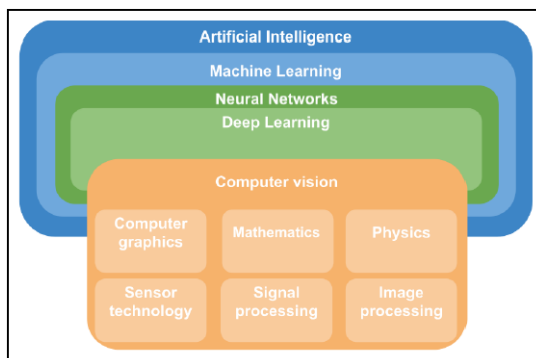 Artificial Intelligence
Machine Learning
Neural Networks
Deep Learning
Computer vision
Computer
graphics
Mathematics
Physics
Sensor
technology
Signal
processing
Image
processing